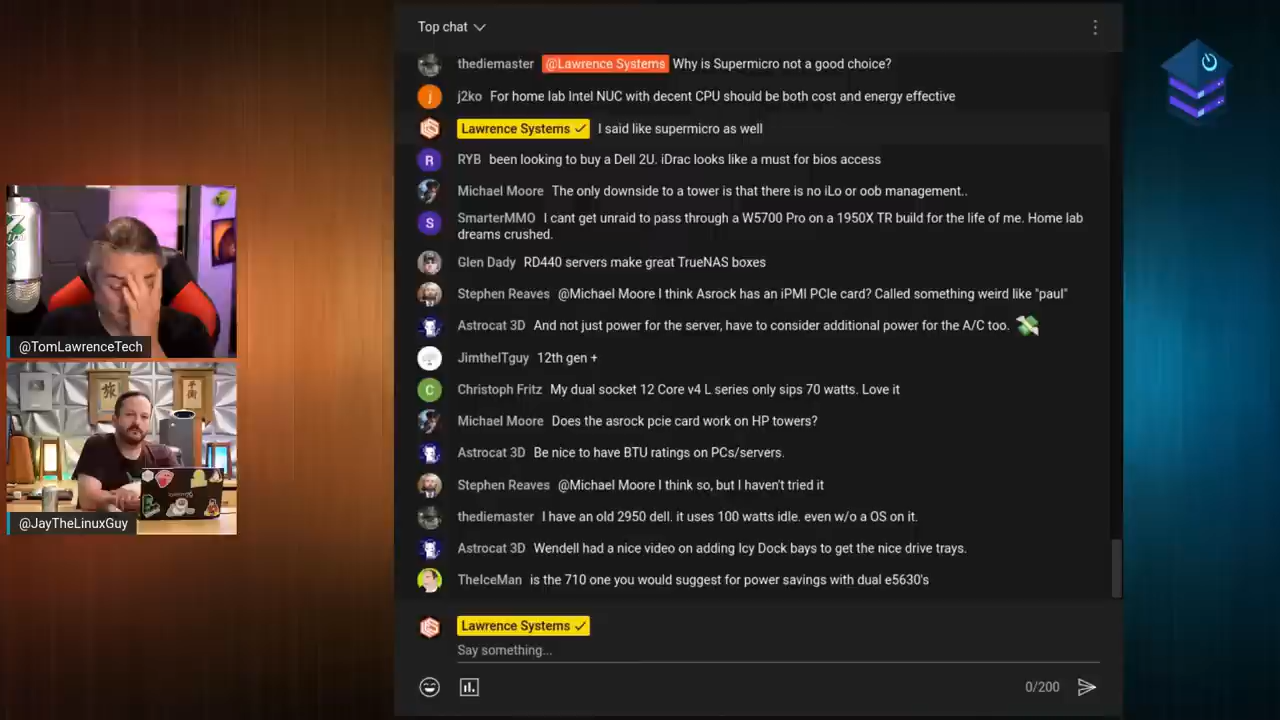 Top chat
thediemaster @Lawrence Systems Why is Supermicro not a good choice?
j j2ko For home lab Intel NUC with decent CPU should be both cost and energy effective
Lawrence Systems I said like supermicro as well
R RYB been looking to buy a Dell 2U. iDrac looks like a must for bios access
Michael Moore The only downside to a tower is that there is no iLo or oob management..
S SmarterMMO I cant get unraid to pass through a W5700 Pro on a 1950X TR build for the life of me. Home lab
dreams crushed.
Glen Dady RD440 servers make great TrueNAS boxes
Stephen Reaves @Michael Moore I think Asrock has an iPMI PCIe card? Called something weird like "paul"
Astrocat 3D And not just power for the server, have to consider additional power for the A/C too.
JimtheITguy 12th gen +
C Christoph Fritz My dual socket 12 Core v4 L series only sips 70 watts. Love it
Michael Moore Does the asrock pcie card work on HP towers?
Astrocat 3D Be nice to have BTU ratings on PCs/servers.
Stephen Reaves @Michael Moore I think so, but I haven't tried it
thediemaster I have an old 2950 dell. it uses 100 watts idle. even w/o a OS on it.
Astrocat 3D Wendell had a nice video on adding Icy Dock bays to get the nice drive trays.
TheIceMan is the 710 one you would suggest for power savings with dual e5630's
Lawrence Systems
Say something...
0/200
@TomLawrenceTech
旅
@JayTheLinuxGuy